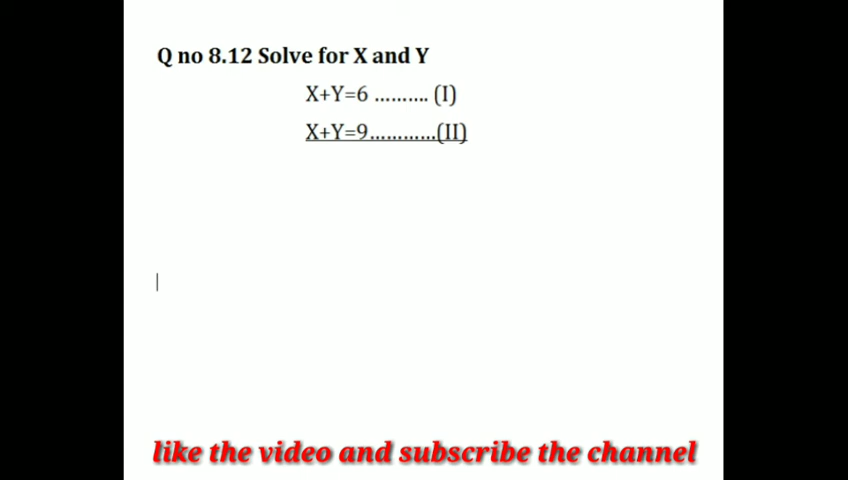 Q no 8.12 Solve for X and Y
X+Y=6 .......... (I)
X+Y=9............(II)
like the video and subscribe the channel